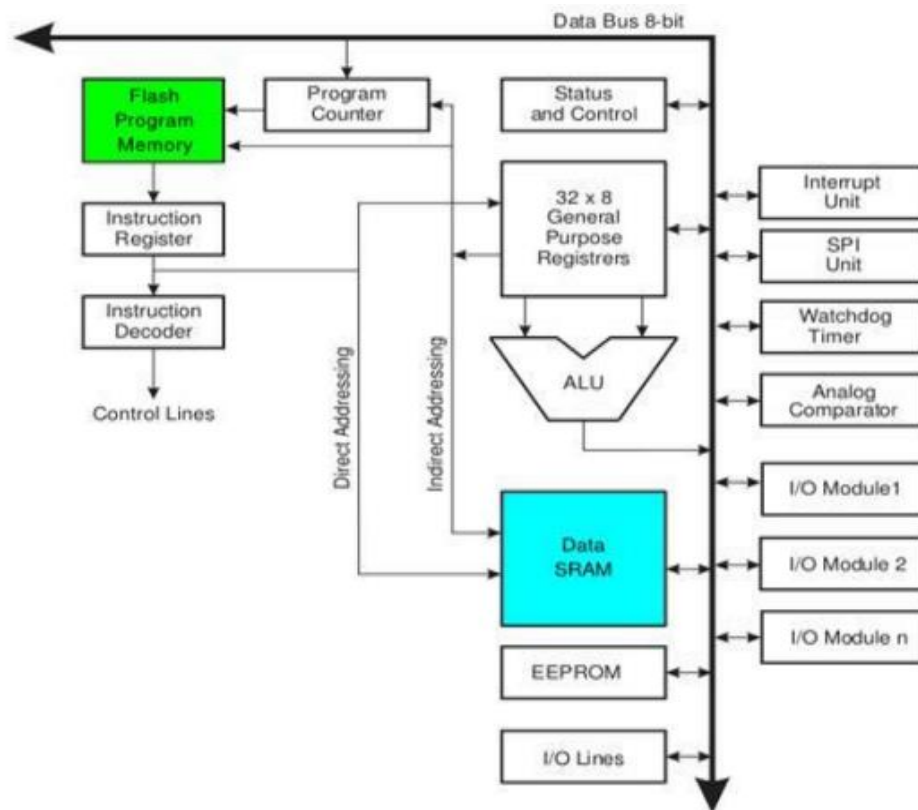 Data Bus 8-bit
Flash
Program
Memory
Program
Counter
Status
and Control
Instruction
Register
32 x 8
General
Purpose
Registrers
Interrupt
Unit
SPI
Unit
Instruction
Decoder
Watchdog
Timer
Control Lines
Direct Addressing
Indirect Addressing
ALU
Analog
Comparator
I/O Module1
Data
SRAM
I/O Module 2
I/O Module n
EEPROM
I/O Lines